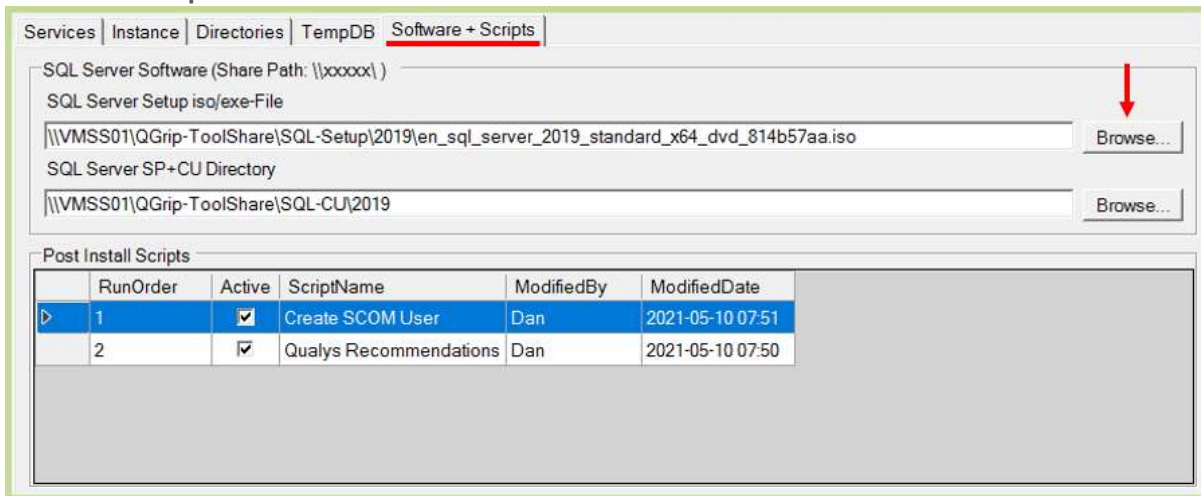 Services Instance Directories TempDB Software + Scripts
SQL Server Software (Share Path: \\xxxxx\ )
SQL Server Setup iso/exe-File
\\VMSS01\QGrip-ToolShare\SQL-Setup\2019\en_sql_server_2019_standard_x64_dvd_814b57aa.iso Browse...
SQL Server SP+CU Directory
\\VMSS01\QGrip-ToolShare\SQL-CU\2019 Browse...
Post Install Scripts
RunOrder Active ScriptName ModifiedBy ModifiedDate
1 Create SCOM User Dan 2021-05-10 07:51
2 Qualys Recommendations Dan 2021-05-10 07:50